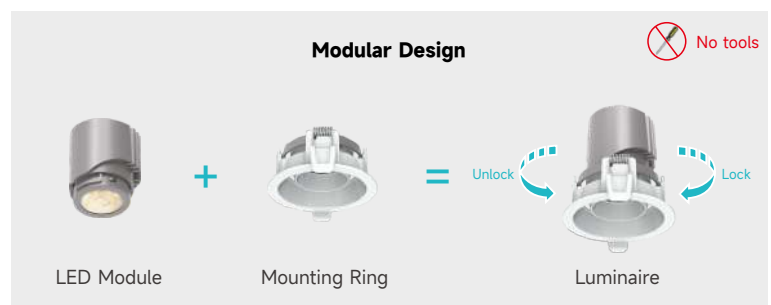 Modular Design
No tools
+
=
Unlock
Lock
LED Module
Mounting Ring
Luminaire